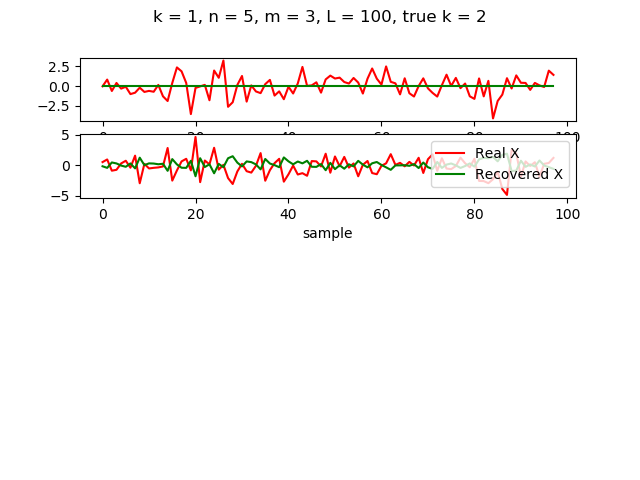 k = 1, n = 5, m = 3, L = 100, true k = 2
2.5
0.0
−2.5
0 20 40 60 80 100
5
0
−5
Real X
Recovered X
0 20 40 60 80 100
sample